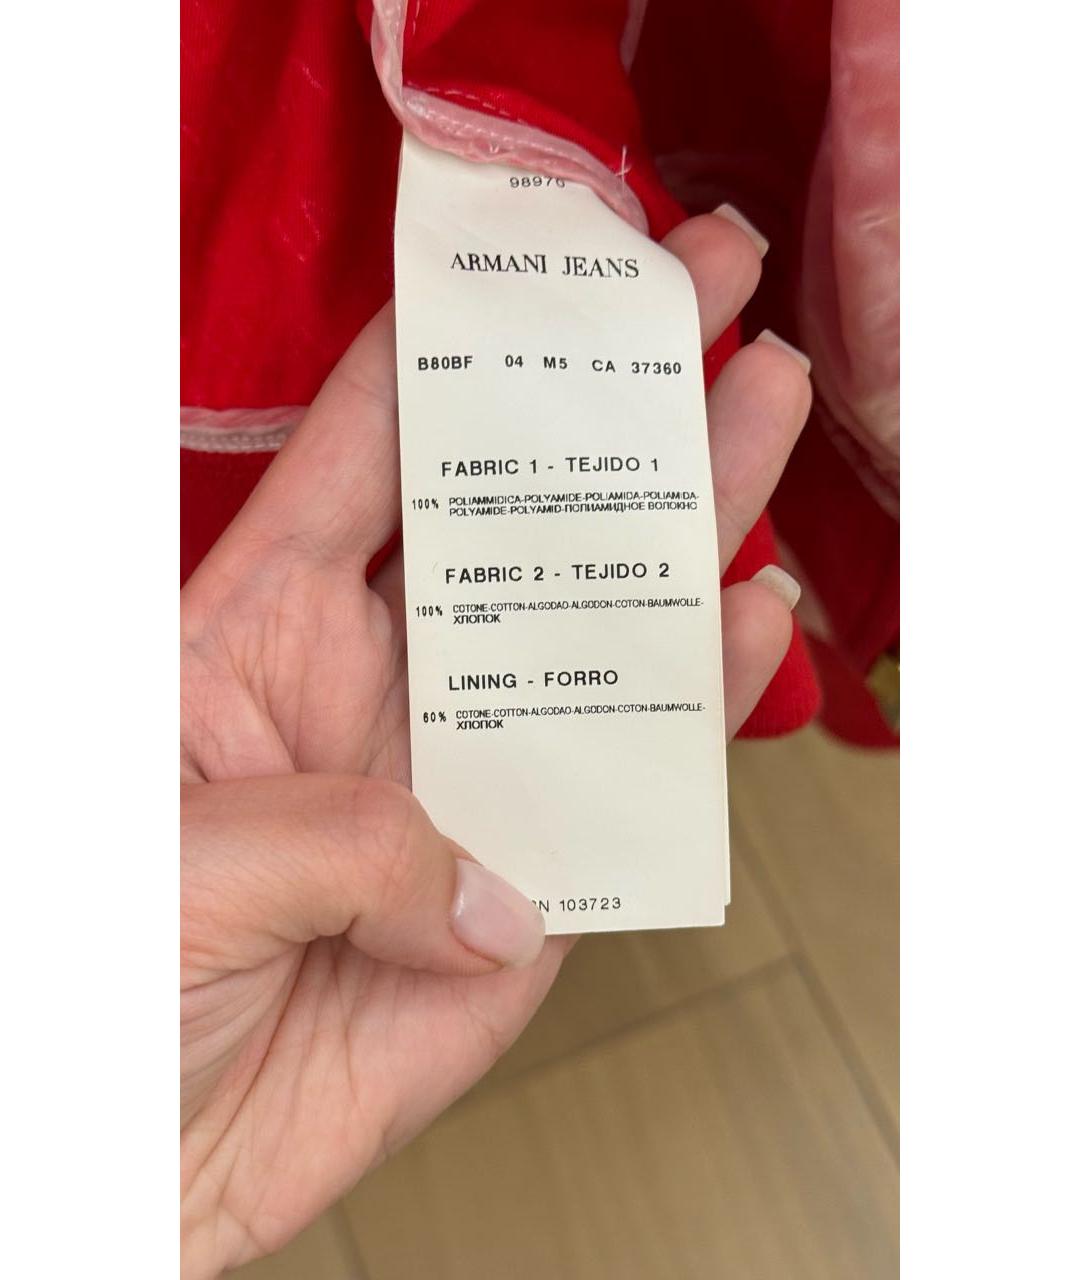 98976
ARMANI JEANS
B80BF 04 M5 CA 37360
FABRIC 1 - TEJIDO 1
100% POLIAMMIDICA-POLYAMIDE-POLIAMIDA-POLIAMIDA-
POLYAMIDE-POLYAMID-ПОЛИАМИДНОЕ ВОЛОКНО
FABRIC 2 - TEJIDO 2
100% COTONE-COTTON-ALGODAO-ALGODON-COTON-BAUMWOLLE-
ХЛОПОК
LINING - FORRO
60% COTONE-COTTON-ALGODAO-ALGODON-COTON-BAUMWOLLE-
ХЛОПОК
103723